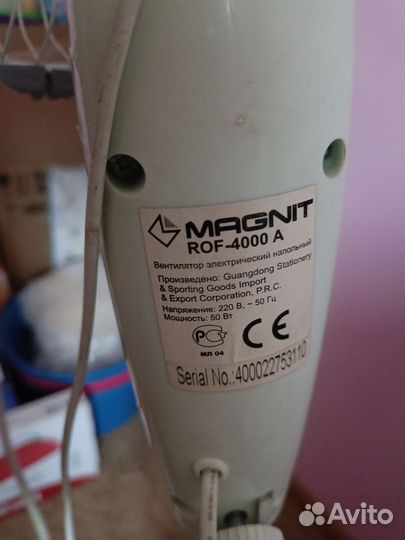 MAGNIT
ROF-4000 A
Вентилятор электрический напольный
Произведено: Guangdong Stationery
& Sporting Goods Import
& Export Corporation, P.R.C.
Напряжение: 220 В, ~ 50 Гц
Мощность: 50 Вт
РСТ CE
МЛ 04
Serial No.:400022753110
Avito